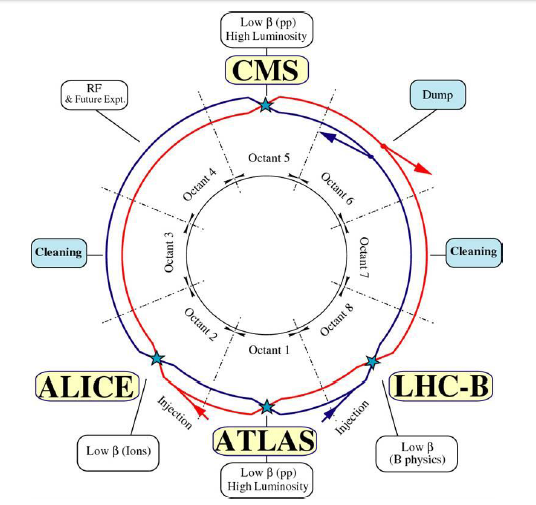 Low β (pp)
High Luminosity
CMS
RF
& Future Expt.
Dump
Octant 5
Octant 4
Octant 6
Cleaning
Octant 3
Octant 7
Cleaning
Octant 2
Octant 8
Octant 1
ALICE
LHC-B
Injection
Injection
ATLAS
Low β (Ions)
Low β
(B physics)
Low β (pp)
High Luminosity